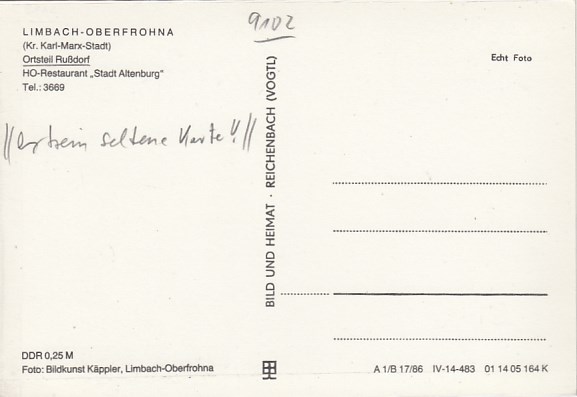 9102
LIMBACH-OBERFROHNA
(Kr. Karl-Marx-Stadt)
Ortsteil Rußdorf
HO-Restaurant „Stadt Altenburg"
Tel.: 3669
Echt Foto
//extrem seltene Karte!!//
BILD UND HEIMAT · REICHENBACH (VOGTL)
DDR 0,25 M
Foto: Bildkunst Käppler, Limbach-Oberfrohna
A 1/B 17/86 IV-14-483 01 14 05 164 K